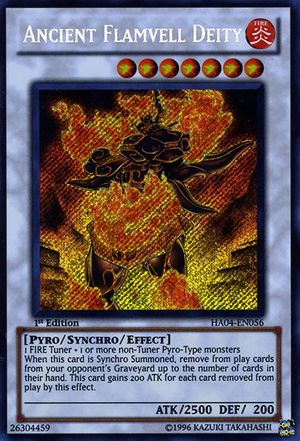 ANCIENT FLAMVELL DEITY
FIRE
炎
1st Edition
HA04-EN056
[PYRO/SYNCHRO/EFFECT]
1 FIRE Tuner + 1 or more non-Tuner Pyro-Type monsters
When this card is Synchro Summoned, remove from play cards
from your opponent's Graveyard up to the number of cards in
their hand. This card gains 200 ATK for each card removed from
play by this effect.
ATK/2500 DEF/ 200
26304459
©1996 KAZUKI TAKAHASHI